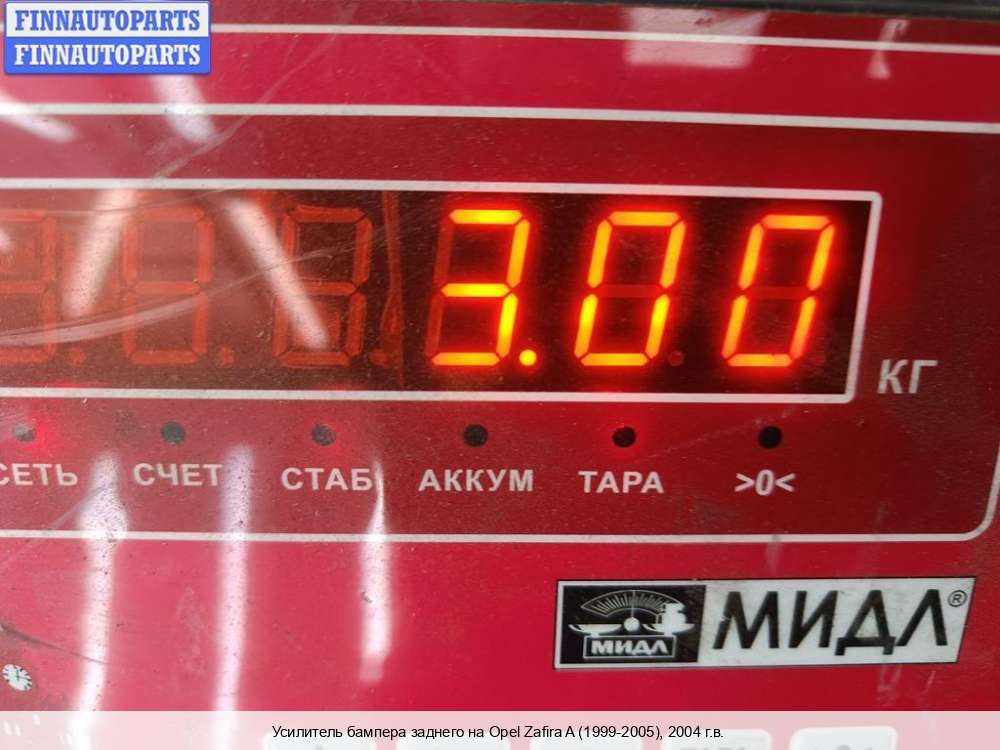 FINNAUTOPARTS
FINNAUTOPARTS
3.00
КГ
СЕТЬ СЧЕТ СТАБ АККУМ ТАРА >0<
МИДЛ МИДЛ®
Усилитель бампера заднего на Opel Zafira A (1999-2005), 2004 г.в.